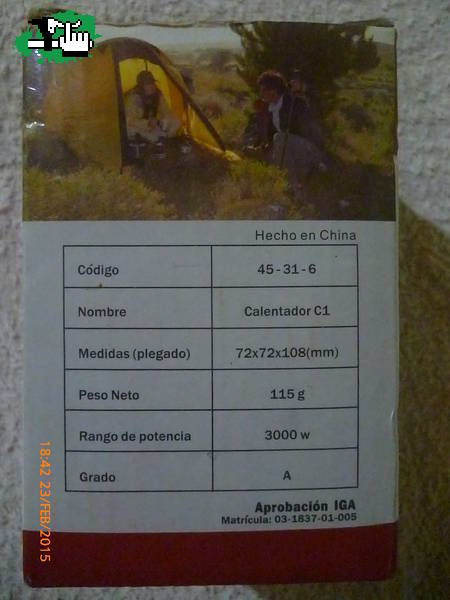 Hecho en China
Código 45-31-6
Nombre Calentador C1
Medidas (plegado) 72x72x108(mm)
Peso Neto 115 g
Rango de potencia 3000 w
Grado A
Aprobación IGA
Matrícula: 03-1837-01-005
18:42 23/FEB/2015